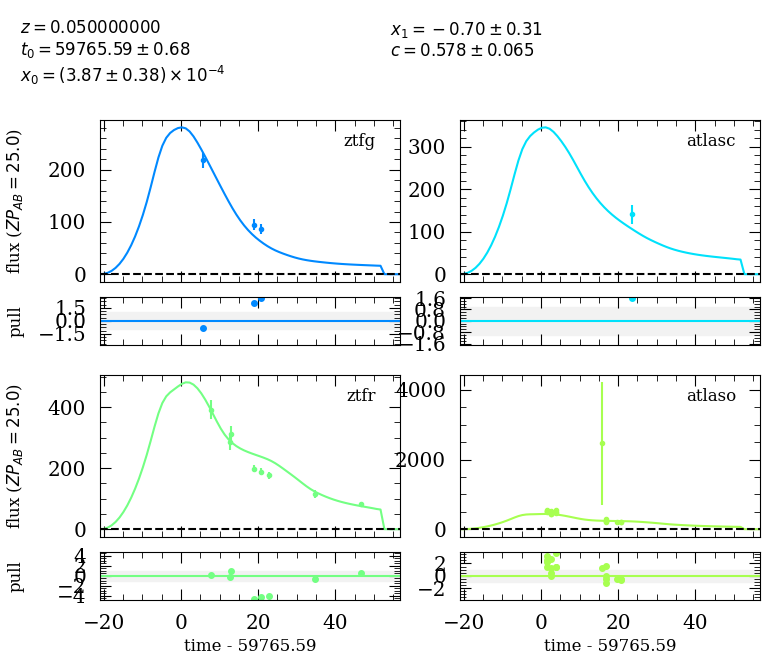 z = 0.050000000
t₀ = 59765.59 ± 0.68
x₀ = (3.87 ± 0.38) × 10⁻⁴
x₁ = −0.70 ± 0.31
c = 0.578 ± 0.065
flux (ZP_AB = 25.0)
200
100
0
ztfg
300
200
100
0
atlasc
pull
1.5
0.0
−1.5
1.6
0.8
0.0
−0.8
−1.6
flux (ZP_AB = 25.0)
400
200
0
ztfr
4000
2000
0
atlaso
pull
4
2
0
−2
−4
2
0
−2
−20 0 20 40
−20 0 20 40
time - 59765.59
time - 59765.59